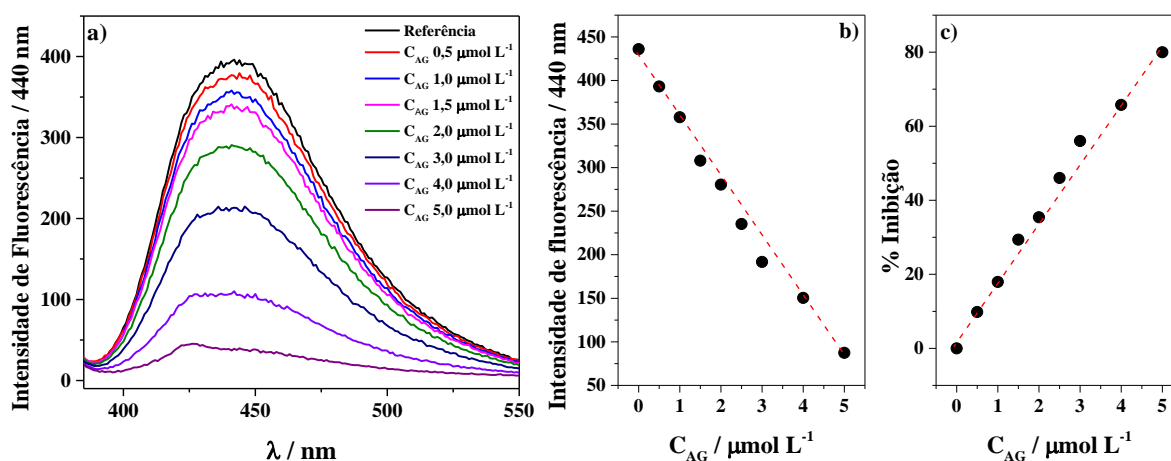 a)
Intensidade de Fluorescência / 440 nm
400
300
200
100
0
400 450 500 550
λ / nm
Referência
C_AG 0,5 μmol L⁻¹
C_AG 1,0 μmol L⁻¹
C_AG 1,5 μmol L⁻¹
C_AG 2,0 μmol L⁻¹
C_AG 3,0 μmol L⁻¹
C_AG 4,0 μmol L⁻¹
C_AG 5,0 μmol L⁻¹
b)
Intensidade de fluorescência / 440 nm
450
400
350
300
250
200
150
100
50
0 1 2 3 4 5
C_AG / μmol L⁻¹
c)
% Inibição
80
60
40
20
0
0 1 2 3 4 5
C_AG / μmol L⁻¹